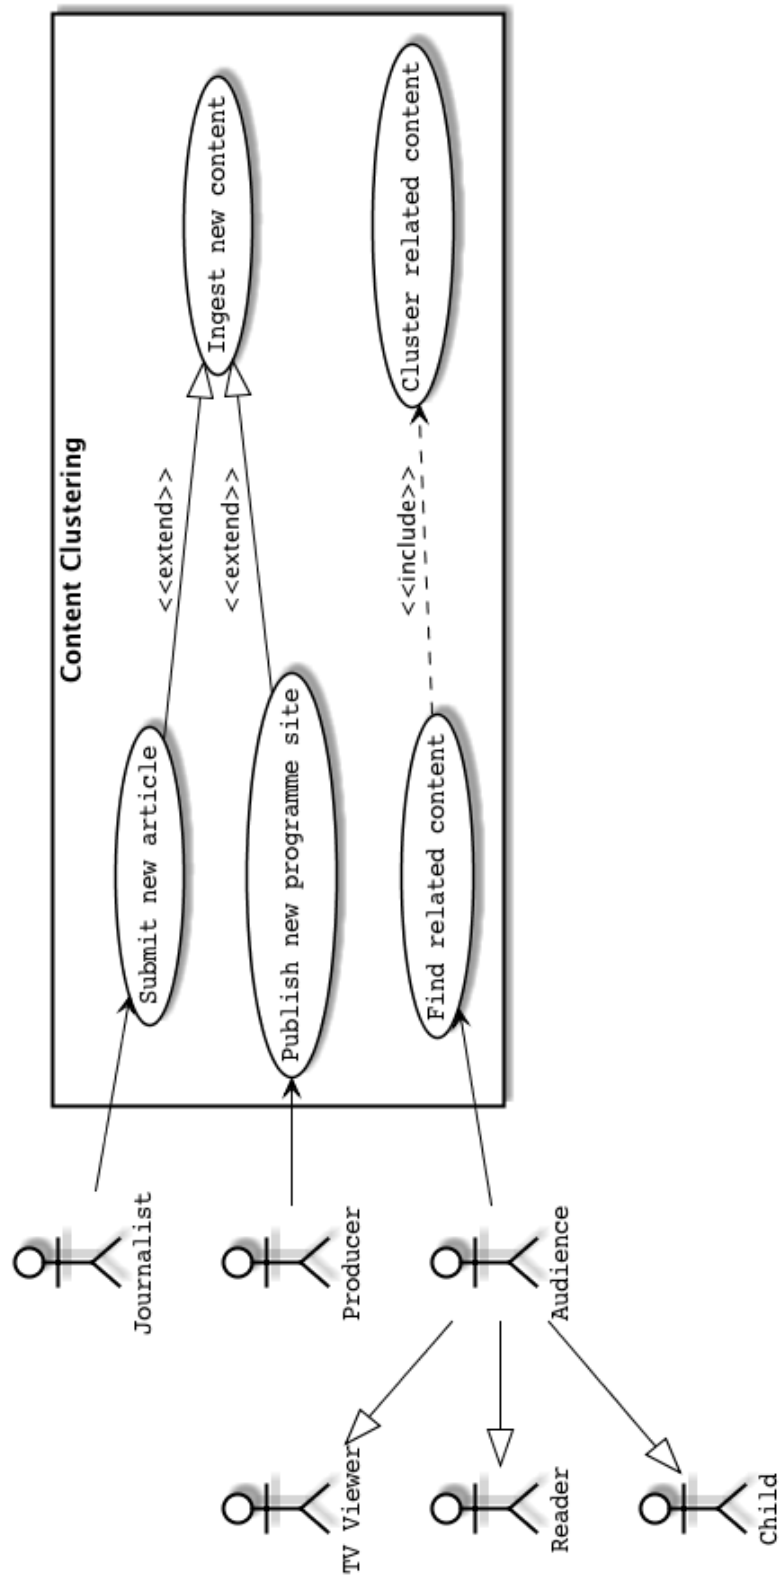 Content Clustering
Journalist
Submit new article
<<extend>>
Ingest new content
Producer
Publish new programme site
<<extend>>
Audience
Find related content
<<include>>
Cluster related content
TV Viewer
Reader
Child